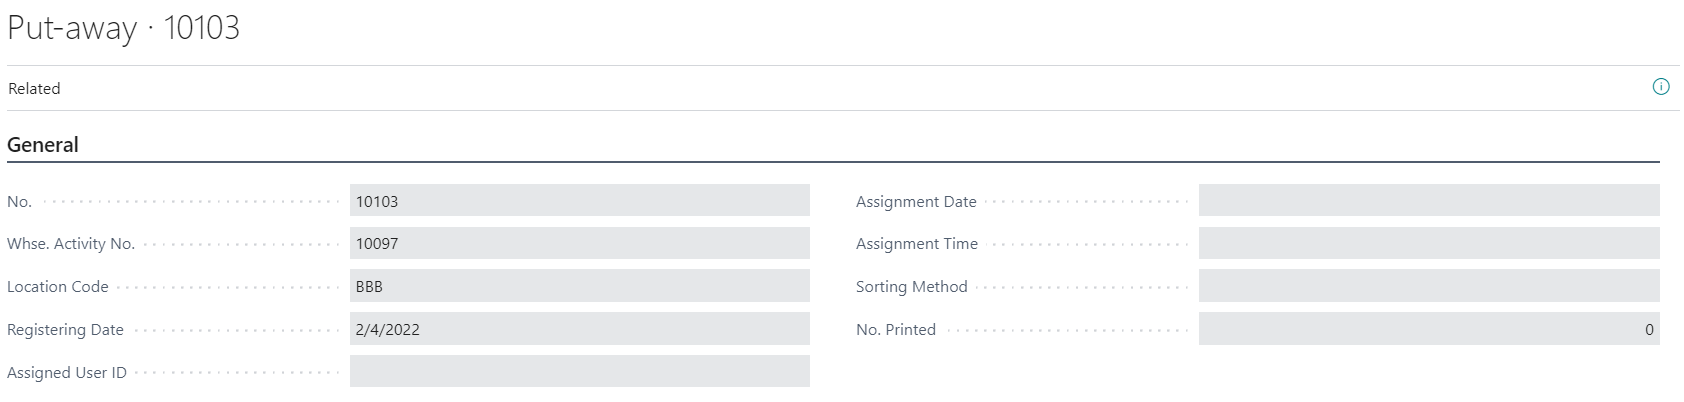 Put-away · 10103
Related
General
No. 10103
Whse. Activity No. 10097
Location Code BBB
Registering Date 2/4/2022
Assigned User ID
Assignment Date
Assignment Time
Sorting Method
No. Printed 0